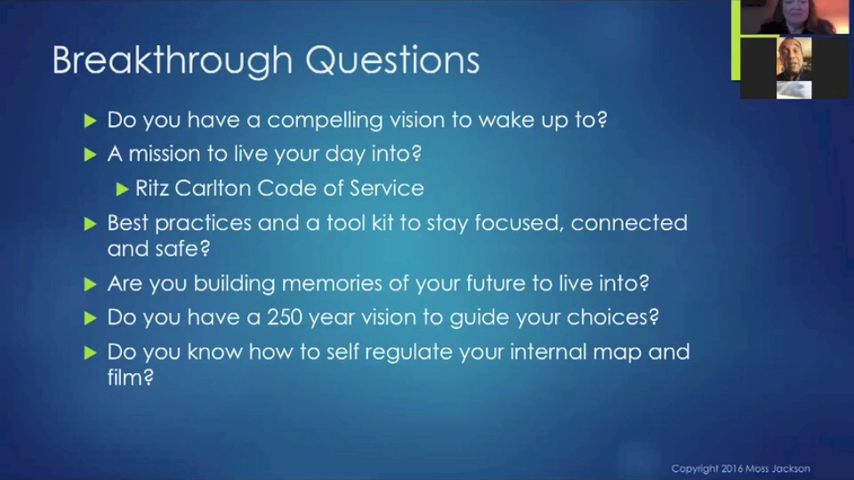 Breakthrough Questions
Do you have a compelling vision to wake up to?
A mission to live your day into?
Ritz Carlton Code of Service
Best practices and a tool kit to stay focused, connected
and safe?
Are you building memories of your future to live into?
Do you have a 250 year vision to guide your choices?
Do you know how to self regulate your internal map and
film?
Copyright 2016 Moss Jackson